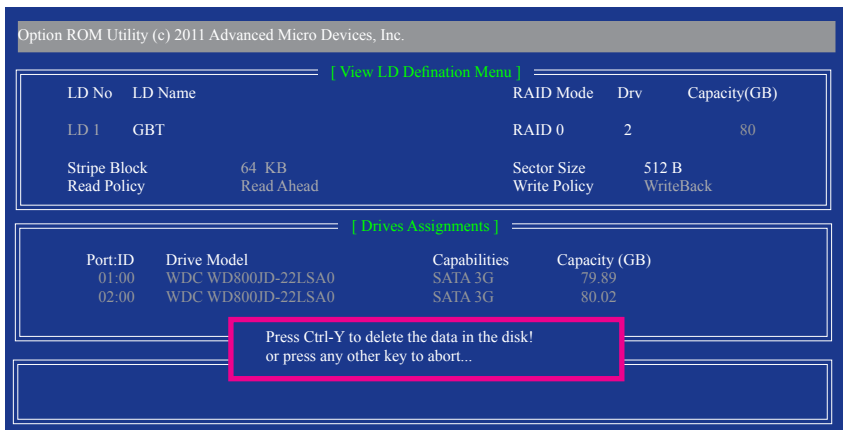 Option ROM Utility (c) 2011 Advanced Micro Devices, Inc.
[ View LD Defination Menu ]
LD No LD Name RAID Mode Drv Capacity(GB)
LD 1 GBT RAID 0 2 80
Stripe Block 64 KB Sector Size 512 B
Read Policy Read Ahead Write Policy WriteBack
[ Drives Assignments ]
Port:ID Drive Model Capabilities Capacity (GB)
01:00 WDC WD800JD-22LSA0 SATA 3G 79.89
02:00 WDC WD800JD-22LSA0 SATA 3G 80.02
Press Ctrl-Y to delete the data in the disk!
or press any other key to abort...